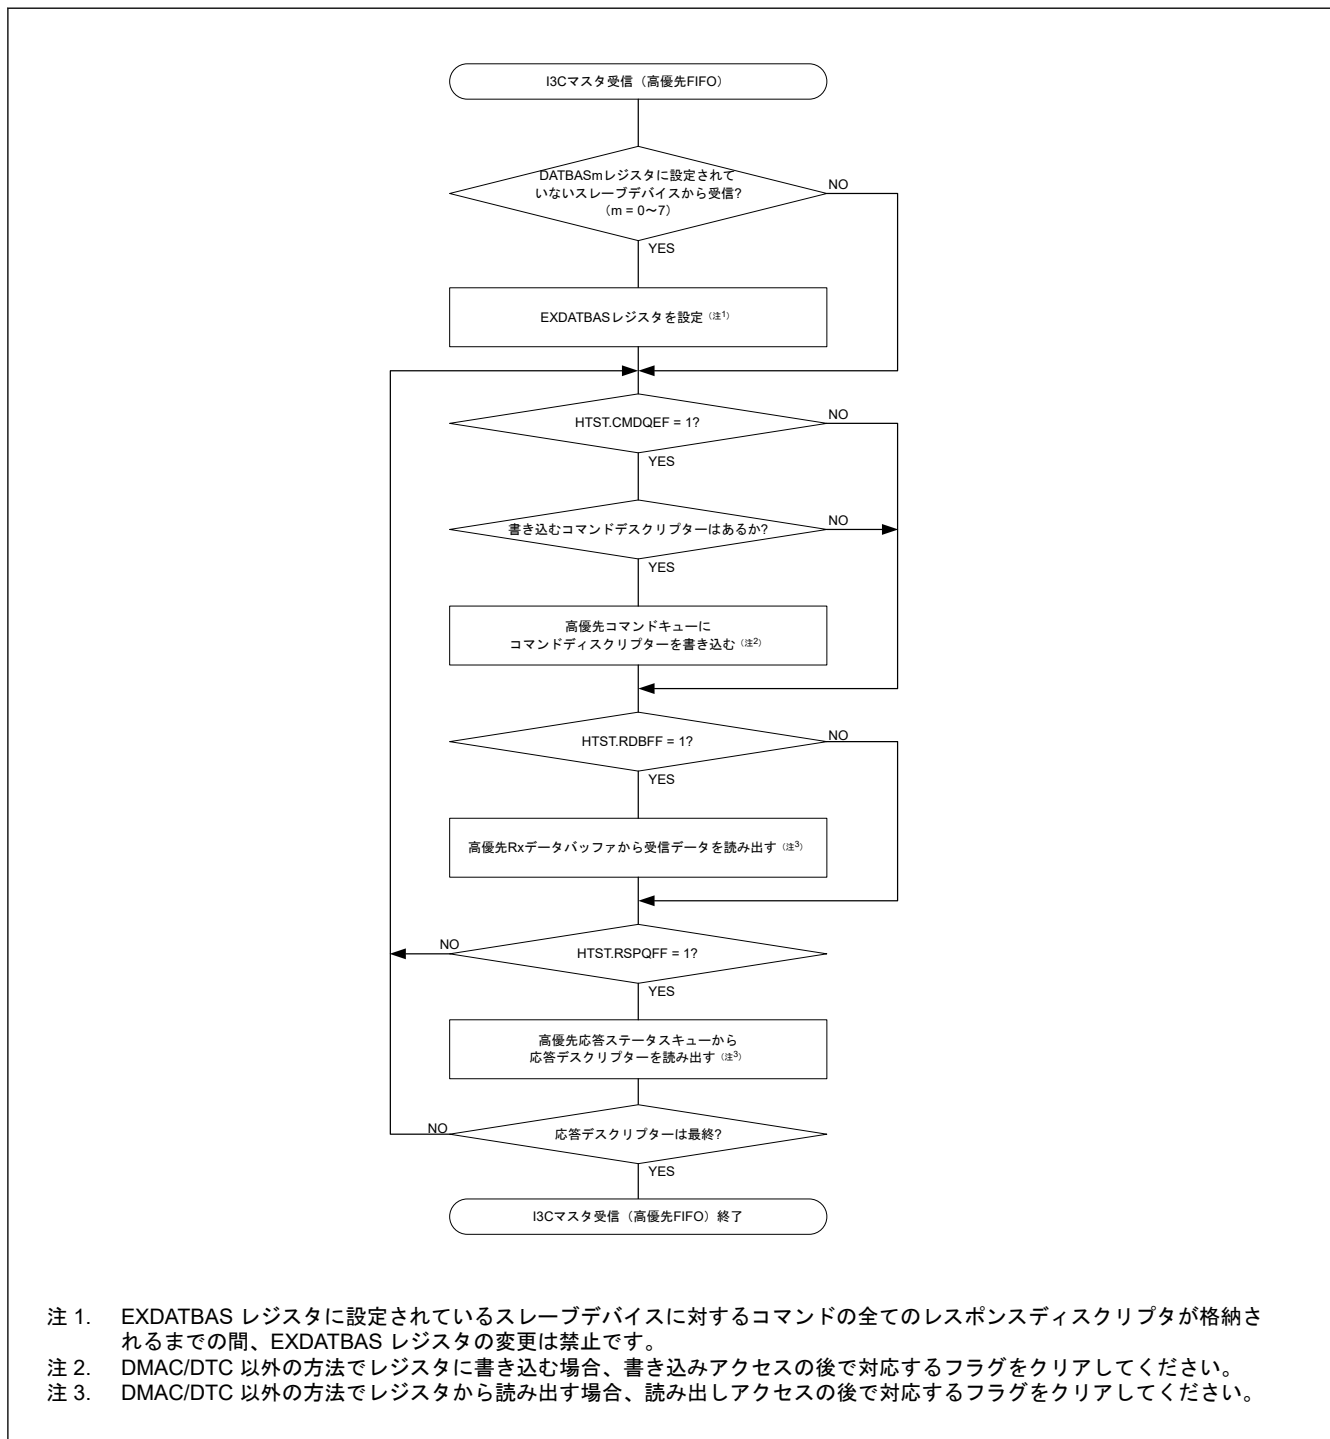 I3Cマスタ受信（高優先FIFO）
DATBASmレジスタに設定されて
いないスレーブデバイスから受信?
（m = 0～7）
NO
YES
EXDATBASレジスタを設定（注1）
HTST.CMDQEF = 1?
NO
YES
書き込むコマンドデスクリプターはあるか?
NO
YES
高優先コマンドキューに
コマンドディスクリプターを書き込む（注2）
HTST.RDBFF = 1?
NO
YES
高優先Rxデータバッファから受信データを読み出す（注3）
NO
HTST.RSPQFF = 1?
YES
高優先応答ステータスキューから
応答デスクリプターを読み出す（注3）
NO
応答デスクリプターは最終?
YES
I3Cマスタ受信（高優先FIFO）終了
注 1. EXDATBAS レジスタに設定されているスレーブデバイスに対するコマンドの全てのレスポンスディスクリプタが格納さ
れるまでの間、EXDATBAS レジスタの変更は禁止です。
注 2. DMAC/DTC 以外の方法でレジスタに書き込む場合、書き込みアクセスの後で対応するフラグをクリアしてください。
注 3. DMAC/DTC 以外の方法でレジスタから読み出す場合、読み出しアクセスの後で対応するフラグをクリアしてください。